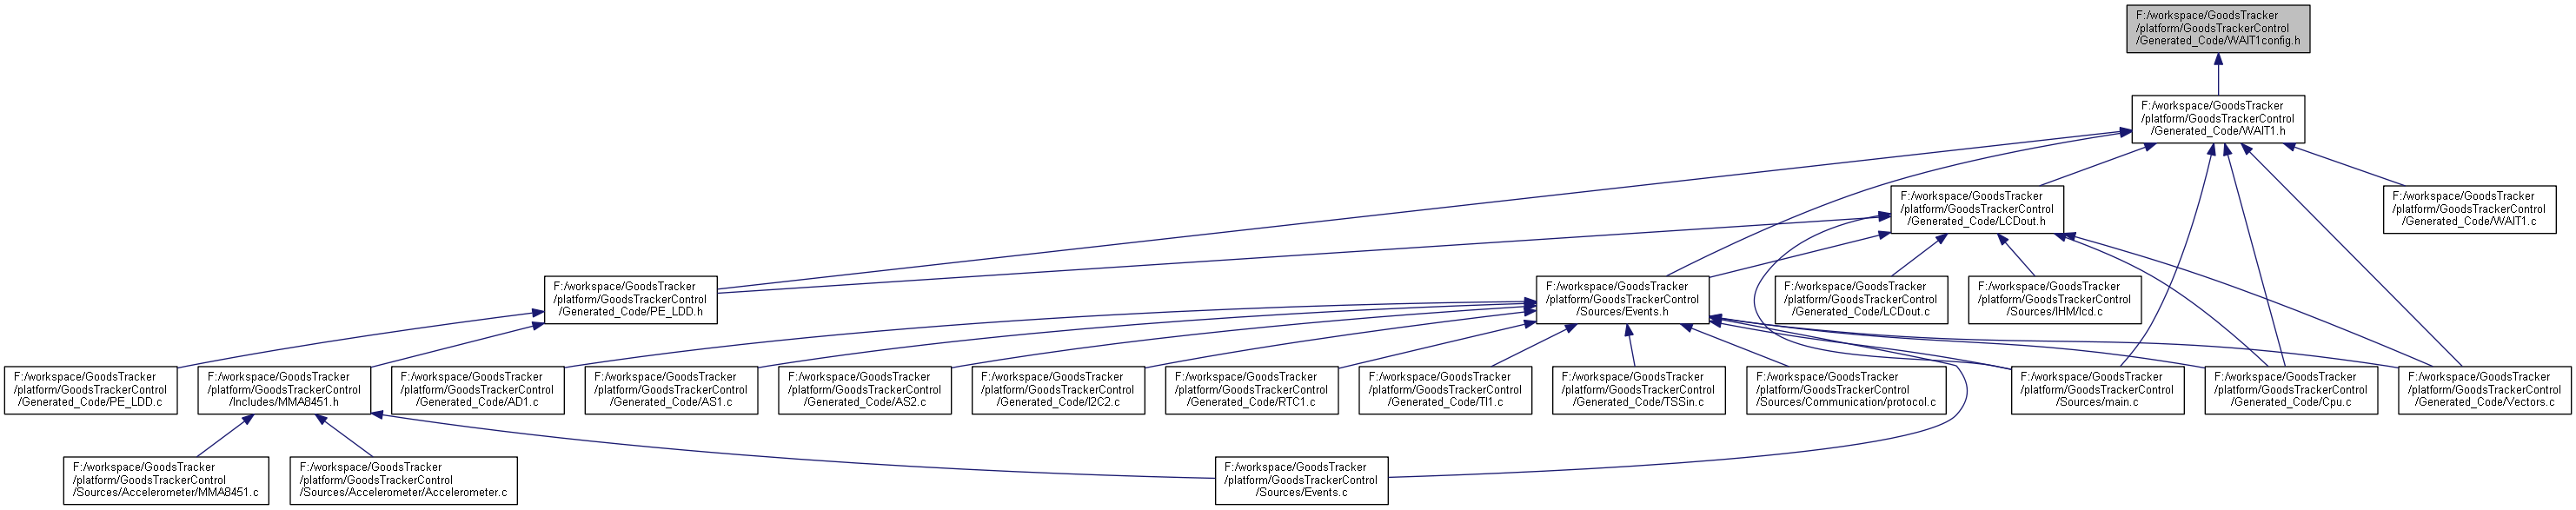 F:/workspace/GoodsTracker
/platform/GoodsTrackerControl
/Generated_Code/WAIT1config.h
F:/workspace/GoodsTracker
/platform/GoodsTrackerControl
/Generated_Code/WAIT1.h
F:/workspace/GoodsTracker
/platform/GoodsTrackerControl
/Generated_Code/LCDout.h
F:/workspace/GoodsTracker
/platform/GoodsTrackerControl
/Generated_Code/WAIT1.c
F:/workspace/GoodsTracker
/platform/GoodsTrackerControl
/Generated_Code/PE_LDD.h
F:/workspace/GoodsTracker
/platform/GoodsTrackerControl
/Sources/Events.h
F:/workspace/GoodsTracker
/platform/GoodsTrackerControl
/Generated_Code/LCDout.c
F:/workspace/GoodsTracker
/platform/GoodsTrackerControl
/Sources/IHM/lcd.c
F:/workspace/GoodsTracker
/platform/GoodsTrackerControl
/Generated_Code/PE_LDD.c
F:/workspace/GoodsTracker
/platform/GoodsTrackerControl
/Includes/MMA8451.h
F:/workspace/GoodsTracker
/platform/GoodsTrackerControl
/Generated_Code/AD1.c
F:/workspace/GoodsTracker
/platform/GoodsTrackerControl
/Generated_Code/AS1.c
F:/workspace/GoodsTracker
/platform/GoodsTrackerControl
/Generated_Code/AS2.c
F:/workspace/GoodsTracker
/platform/GoodsTrackerControl
/Generated_Code/I2C2.c
F:/workspace/GoodsTracker
/platform/GoodsTrackerControl
/Generated_Code/RTC1.c
F:/workspace/GoodsTracker
/platform/GoodsTrackerControl
/Generated_Code/TI1.c
F:/workspace/GoodsTracker
/platform/GoodsTrackerControl
/Generated_Code/TSSin.c
F:/workspace/GoodsTracker
/platform/GoodsTrackerControl
/Sources/Communication/protocol.c
F:/workspace/GoodsTracker
/platform/GoodsTrackerControl
/Sources/main.c
F:/workspace/GoodsTracker
/platform/GoodsTrackerControl
/Generated_Code/Cpu.c
F:/workspace/GoodsTracker
/platform/GoodsTrackerControl
/Generated_Code/Vectors.c
F:/workspace/GoodsTracker
/platform/GoodsTrackerControl
/Sources/Accelerometer/MMA8451.c
F:/workspace/GoodsTracker
/platform/GoodsTrackerControl
/Sources/Accelerometer/Accelerometer.c
F:/workspace/GoodsTracker
/platform/GoodsTrackerControl
/Sources/Events.c